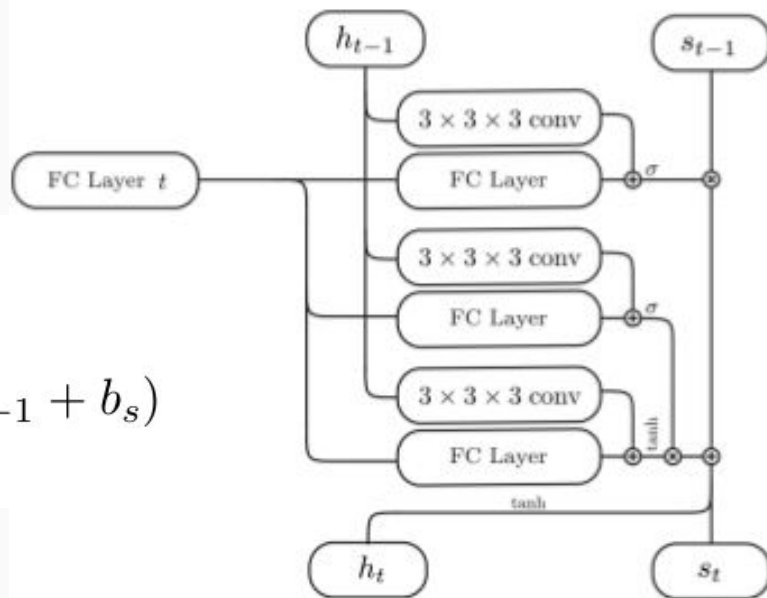 h_{t−1}
s_{t−1}
3 × 3 × 3 conv
FC Layer t
FC Layer
σ
3 × 3 × 3 conv
FC Layer
σ
−1 + b_s)
3 × 3 × 3 conv
FC Layer
tanh
tanh
h_t
s_t